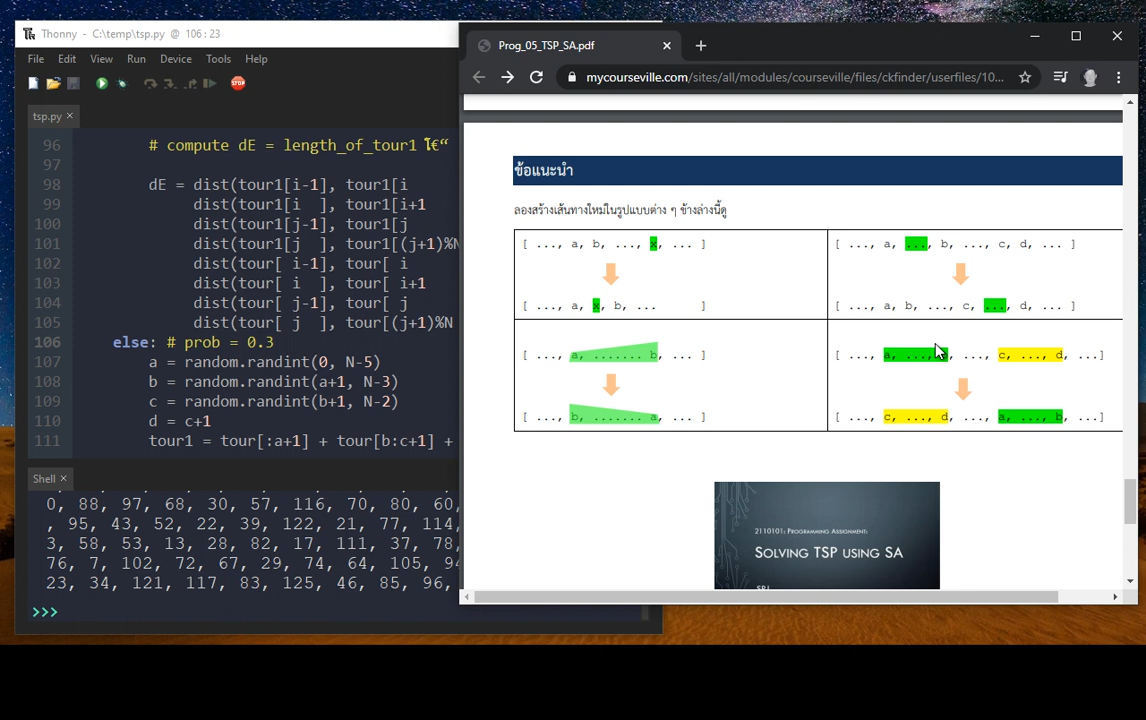 Thonny - C:\temp\tsp.py @ 106 : 23
File Edit View Run Device Tools Help
STOP
tsp.py ×
96 # compute dE = length_of_tour1 โ€“
97
98 dE = dist(tour1[i-1], tour1[i
99 dist(tour1[i ], tour1[i+1
100 dist(tour1[j-1], tour1[j
101 dist(tour1[j ], tour1[(j+1)%N
102 dist(tour[ i-1], tour[ i
103 dist(tour[ i ], tour[ i+1
104 dist(tour[ j-1], tour[ j
105 dist(tour[ j ], tour[(j+1)%N
106 else: # prob = 0.3
107 a = random.randint(0, N-5)
108 b = random.randint(a+1, N-3)
109 c = random.randint(b+1, N-2)
110 d = c+1
111 tour1 = tour[:a+1] + tour[b:c+1] +
Shell ×
0, 88, 97, 68, 30, 57, 116, 70, 80, 60,
, 95, 43, 52, 22, 39, 122, 21, 77, 114,
3, 58, 53, 13, 28, 82, 17, 111, 37, 78,
76, 7, 102, 72, 67, 29, 74, 64, 105, 94
23, 34, 121, 117, 83, 125, 46, 85, 96,
>>>
Prog_05_TSP_SA.pdf
mycourseville.com/sites/all/modules/courseville/files/ckfinder/userfiles/10...
ข้อแนะนำ
ลองสร้างเส้นทางใหม่ในรูปแบบต่าง ๆ ข้างล่างนี้ดู
[ ..., a, b, ..., x, ... ]
[ ..., a, x, b, ... ]
[ ..., a, ..., b, ..., c, d, ... ]
[ ..., a, b, ..., c, ..., d, ... ]
[ ..., a, ....... b, ... ]
[ ..., b, ....... a, ... ]
[ ..., a, ..., , ..., c, ..., d, ...]
[ ..., c, ..., d, ..., a, ..., b, ...]
2110101: PROGRAMMING ASSIGNMENT:
SOLVING TSP USING SA